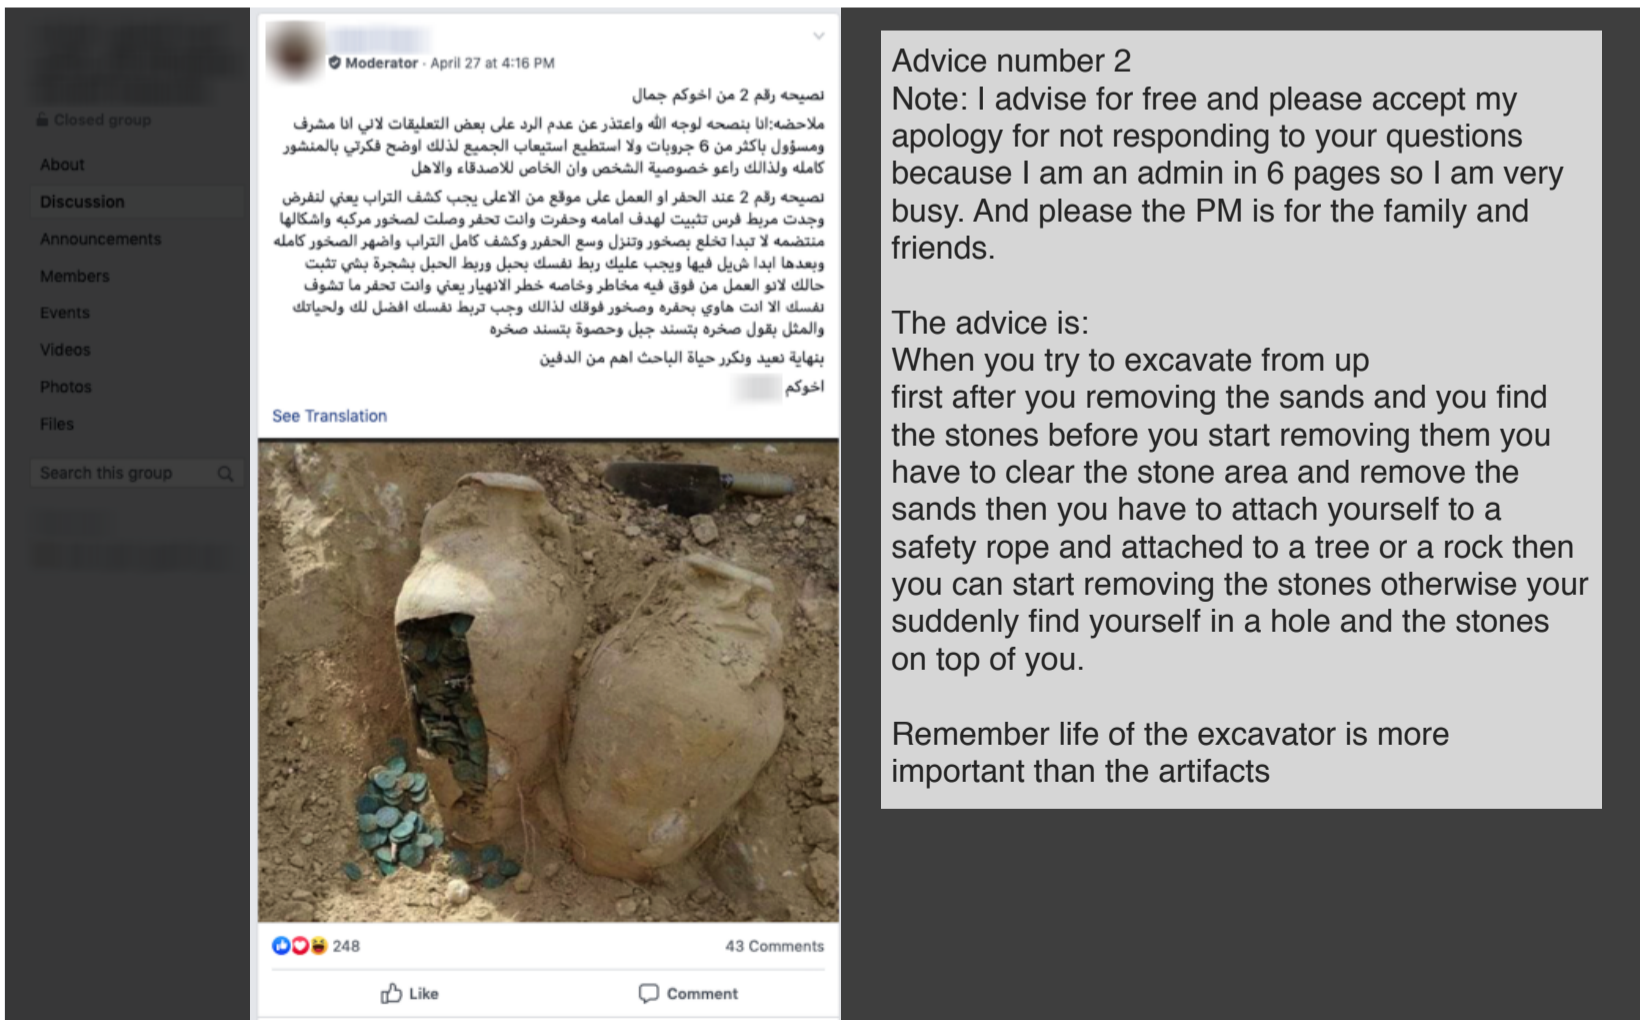 Closed group
About
Discussion
Announcements
Members
Events
Videos
Photos
Files
Search this group
Moderator · April 27 at 4:16 PM
نصيحه رقم 2 من اخوكم جمال
ملاحضه:انا بنصحه لوجه الله واعتذر عن عدم الرد على بعض التعليقات لاني انا مشرف
ومسؤول باكثر من 6 جروبات ولا استطيع استيعاب الجميع لذلك اوضح فكرتي بالمنشور
كامله ولذالك راعو خصوصية الشخص وان الخاص للاصدقاء والاهل
نصيحه رقم 2 عند الحفر او العمل على موقع من الاعلى يجب كشف التراب يعني لنفرض
وجدت مربط فرس تثبيت لهدف امامه وحفرت وانت تحفر وصلت لصخور مركبه واشكالها
منتضمه لا تبدا تخلع بصخور وتنزل وسع الحفرر وكشف كامل التراب واضهر الصخور كامله
وبعدها ابدا شيل فيها ويجب عليك ربط نفسك بحبل وربط الحبل بشجرة بشي تثبت
حالك لانو العمل من فوق فيه مخاطر وخاصه خطر الانهيار يعني وانت تحفر ما تشوف
نفسك الا انت هاوي بحفره وصخور فوقك لذالك وجب تربط نفسك افضل لك ولحياتك
والمثل بقول صخره بتسند جبل وحصوة بتسند صخره
بنهاية نعيد ونكرر حياة الباحث اهم من الدفين
اخوكم
See Translation
248
43 Comments
Like
Comment
Advice number 2
Note: I advise for free and please accept my
apology for not responding to your questions
because I am an admin in 6 pages so I am very
busy. And please the PM is for the family and
friends.
The advice is:
When you try to excavate from up
first after you removing the sands and you find
the stones before you start removing them you
have to clear the stone area and remove the
sands then you have to attach yourself to a
safety rope and attached to a tree or a rock then
you can start removing the stones otherwise your
suddenly find yourself in a hole and the stones
on top of you.
Remember life of the excavator is more
important than the artifacts